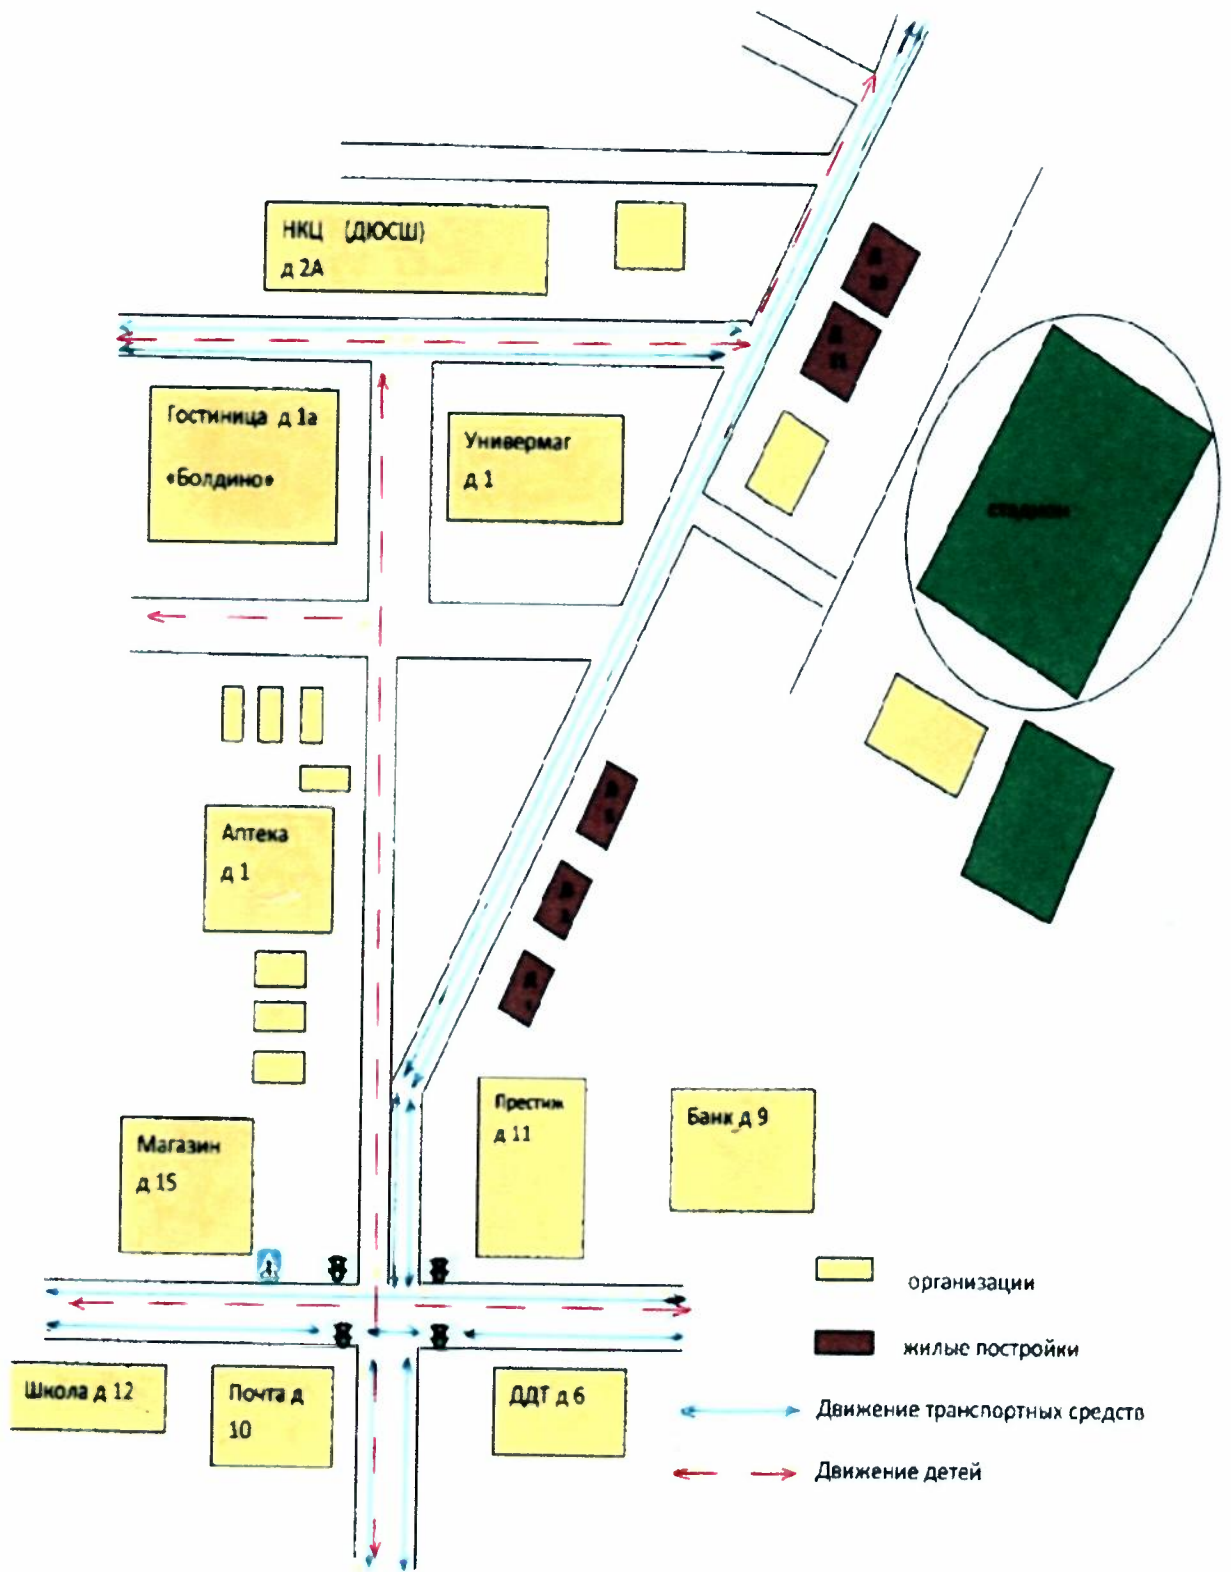 НКЦ (ДЮСШ)
д 2А
Гостиница д 1а
«Болдино»
Универмаг
д 1
стадион
Аптека
д 1
Престиж
д 11
Банк д 9
Магазин
д 15
организации
жилые постройки
Школа д 12
Почта д
10
ДДТ д 6
Движение транспортных средств
Движение детей